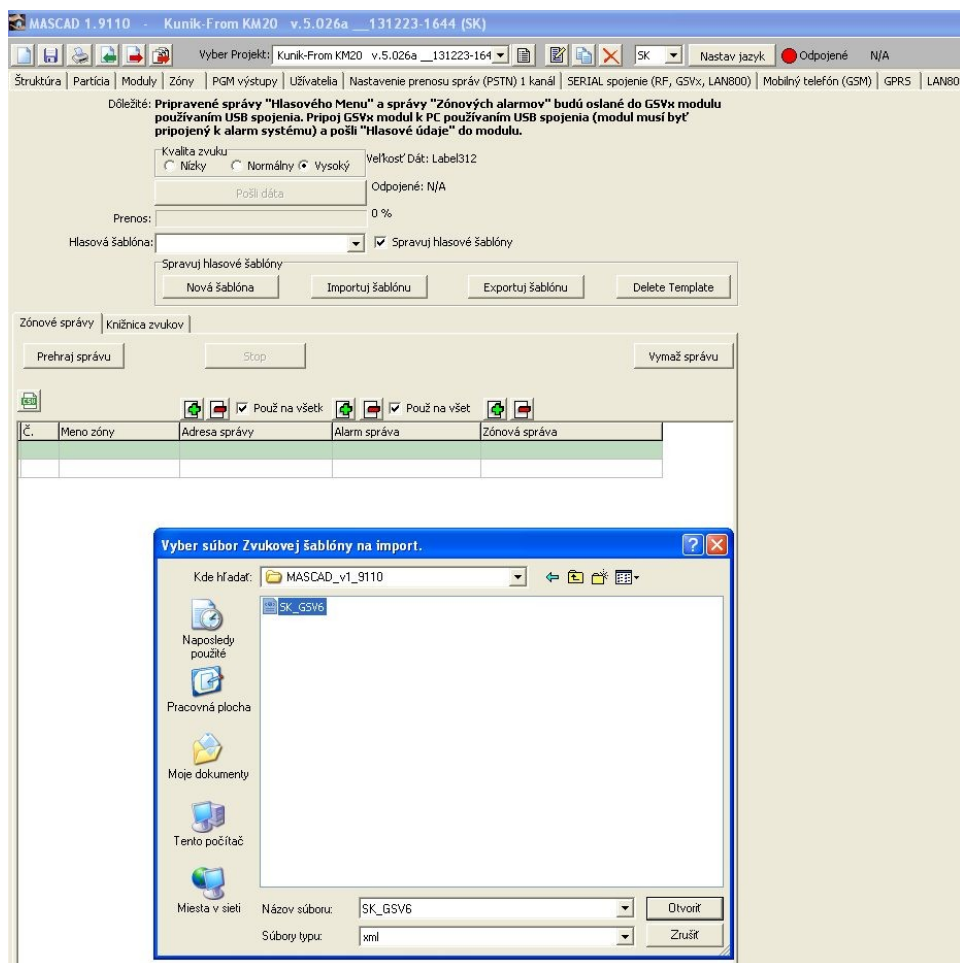 MASCAD 1.9110 - Kunik-From KM20 v.5.026a __131223-1644 (SK)
Vyber Projekt: Kunik-From KM20 v.5.026a __131223-164 SK Nastav jazyk Odpojené N/A
Štruktúra Partícia Moduly Zóny PGM výstupy Užívatelia Nastavenie prenosu správ (PSTN) 1 kanál SERIAL spojenie (RF, GSVx, LAN800) Mobilný telefón (GSM) GPRS LAN80
Dôležité: Pripravené správy "Hlasového Menu" a správy "Zónových alarmov" budú oslané do GSVx modulu
používaním USB spojenia. Pripoj GSVx modul k PC používaním USB spojenia (modul musí byť
pripojený k alarm systému) a pošli "Hlasové údaje" do modulu.
Kvalita zvuku
Nízky Normálny Vysoký Veľkosť Dát: Label312
Pošli dáta Odpojené: N/A
Prenos: 0 %
Hlasová šablóna: Spravuj hlasové šablóny
Spravuj hlasové šablóny
Nová šablóna Importuj šablónu Exportuj šablónu Delete Template
Zónové správy Knižnica zvukov
Prehraj správu Stop Vymaž správu
Použ na všetk Použ na všet
Č. Meno zóny Adresa správy Alarm správa Zónová správa
Vyber súbor Zvukovej šablóny na import.
Kde hľadať: MASCAD_v1_9110
SK_GSV6
Naposledy
použité
Pracovná plocha
Moje dokumenty
Tento počítač
Miesta v sieti
Názov súboru: SK_GSV6 Otvoriť
Súbory typu: xml Zrušiť